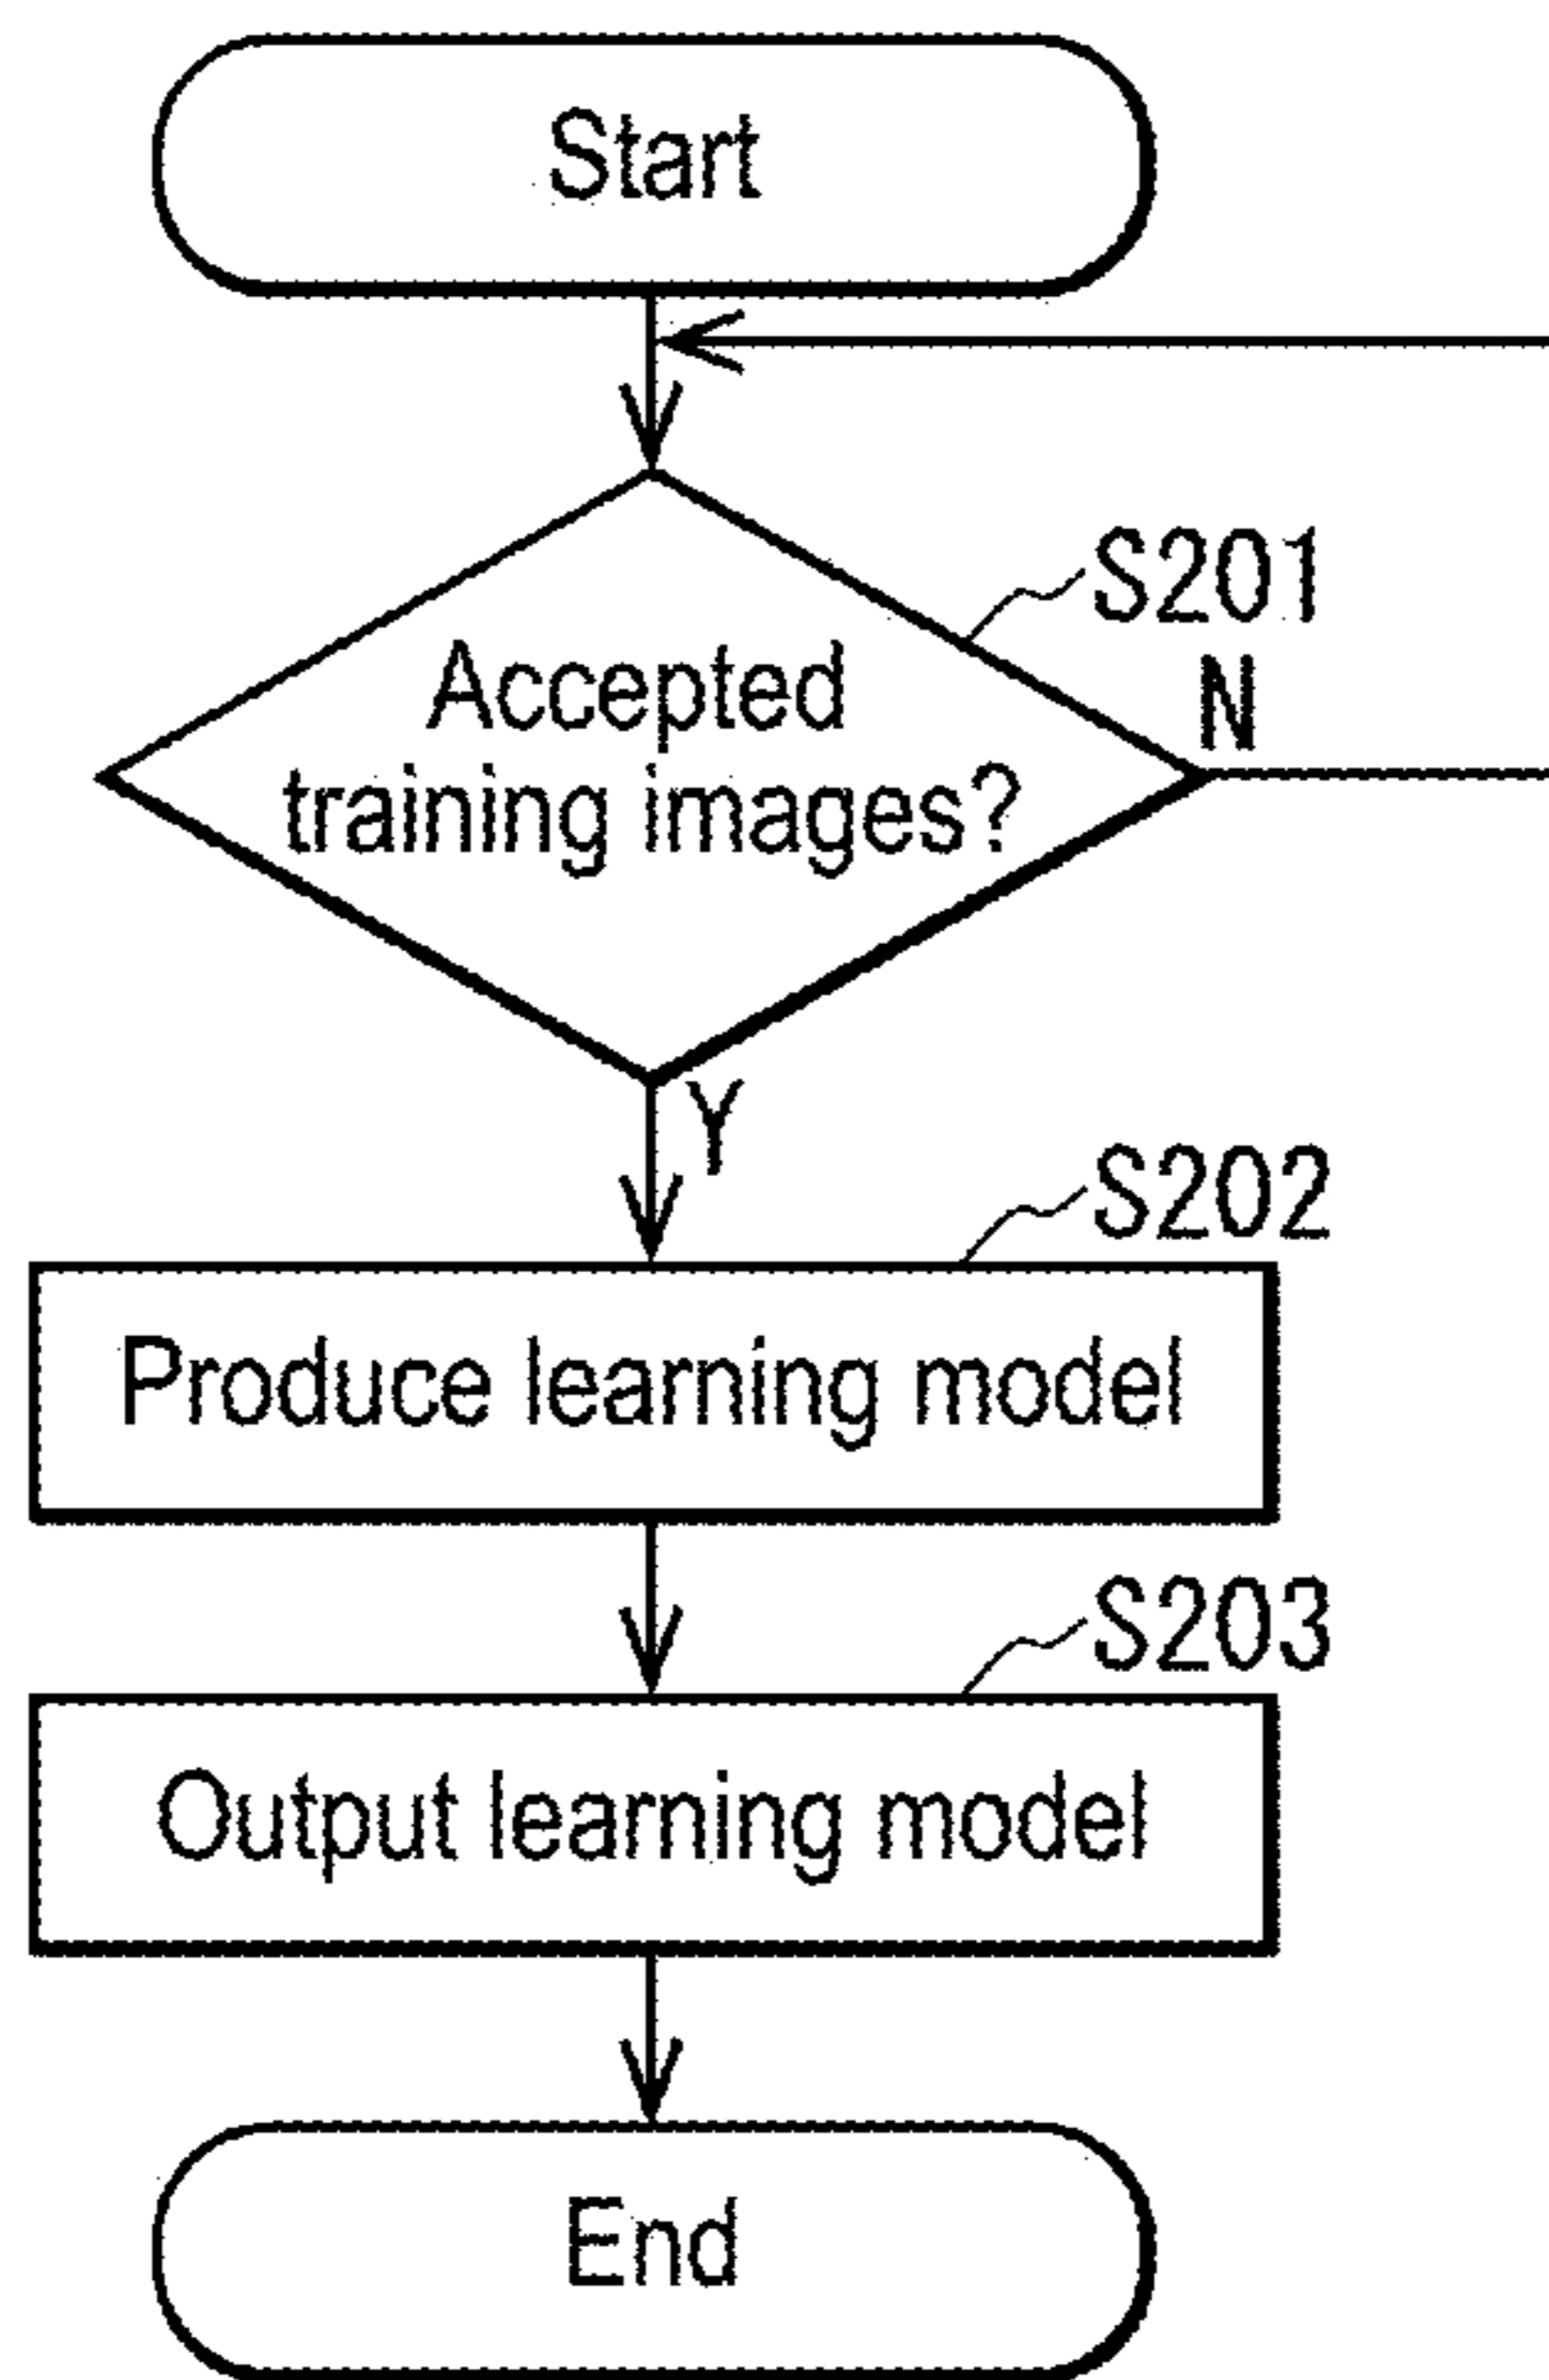 Start
S201
Accepted
training images?
N
Y
S202
Produce learning model
S203
Output learning model
End